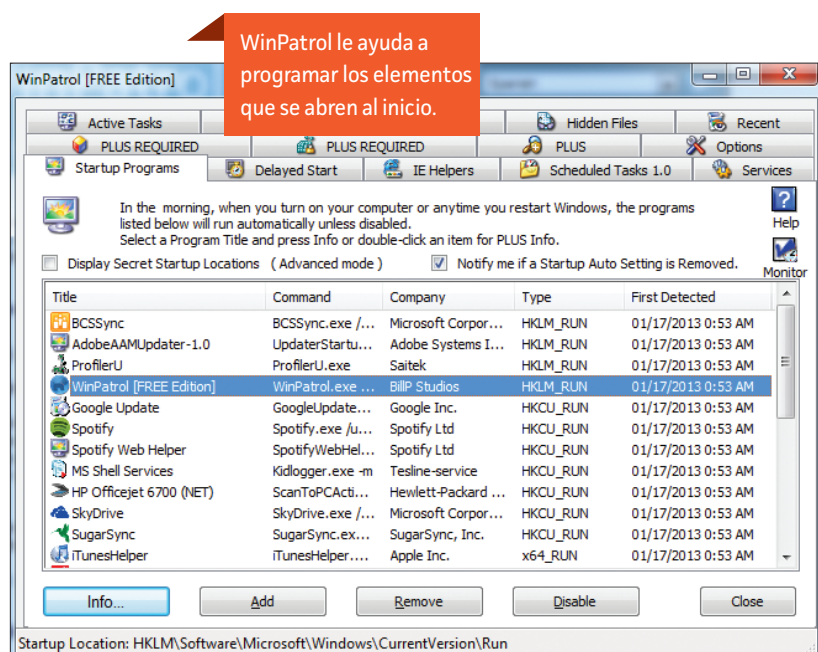 WinPatrol le ayuda a
programar los elementos
que se abren al inicio.
WinPatrol [FREE Edition]
Active Tasks
Hidden Files
Recent
PLUS REQUIRED
PLUS REQUIRED
PLUS
Options
Startup Programs
Delayed Start
IE Helpers
Scheduled Tasks 1.0
Services
In the morning, when you turn on your computer or anytime you restart Windows, the programs
listed below will run automatically unless disabled.
Select a Program Title and press Info or double-click an item for PLUS Info.
Help
Display Secret Startup Locations ( Advanced mode )
Notify me if a Startup Auto Setting is Removed.
Monitor
Title Command Company Type First Detected
BCSSync BCSSync.exe /... Microsoft Corpor... HKLM_RUN 01/17/2013 0:53 AM
AdobeAAMUpdater-1.0 UpdaterStartu... Adobe Systems I... HKLM_RUN 01/17/2013 0:53 AM
ProfilerU ProfilerU.exe Saitek HKLM_RUN 01/17/2013 0:53 AM
WinPatrol [FREE Edition] WinPatrol.exe ... BillP Studios HKLM_RUN 01/17/2013 0:53 AM
Google Update GoogleUpdate... Google Inc. HKCU_RUN 01/17/2013 0:53 AM
Spotify Spotify.exe /u... Spotify Ltd HKCU_RUN 01/17/2013 0:53 AM
Spotify Web Helper SpotifyWebHel... Spotify Ltd HKCU_RUN 01/17/2013 0:53 AM
MS Shell Services Kidlogger.exe -m Tesline-service HKCU_RUN 01/17/2013 0:53 AM
HP Officejet 6700 (NET) ScanToPCActi... Hewlett-Packard ... HKCU_RUN 01/17/2013 0:53 AM
SkyDrive SkyDrive.exe /... Microsoft Corpor... HKCU_RUN 01/17/2013 0:53 AM
SugarSync SugarSync.ex... SugarSync, Inc. HKCU_RUN 01/17/2013 0:53 AM
iTunesHelper iTunesHelper.... Apple Inc. x64_RUN 01/17/2013 0:53 AM
Info...
Add
Remove
Disable
Close
Startup Location: HKLM\Software\Microsoft\Windows\CurrentVersion\Run